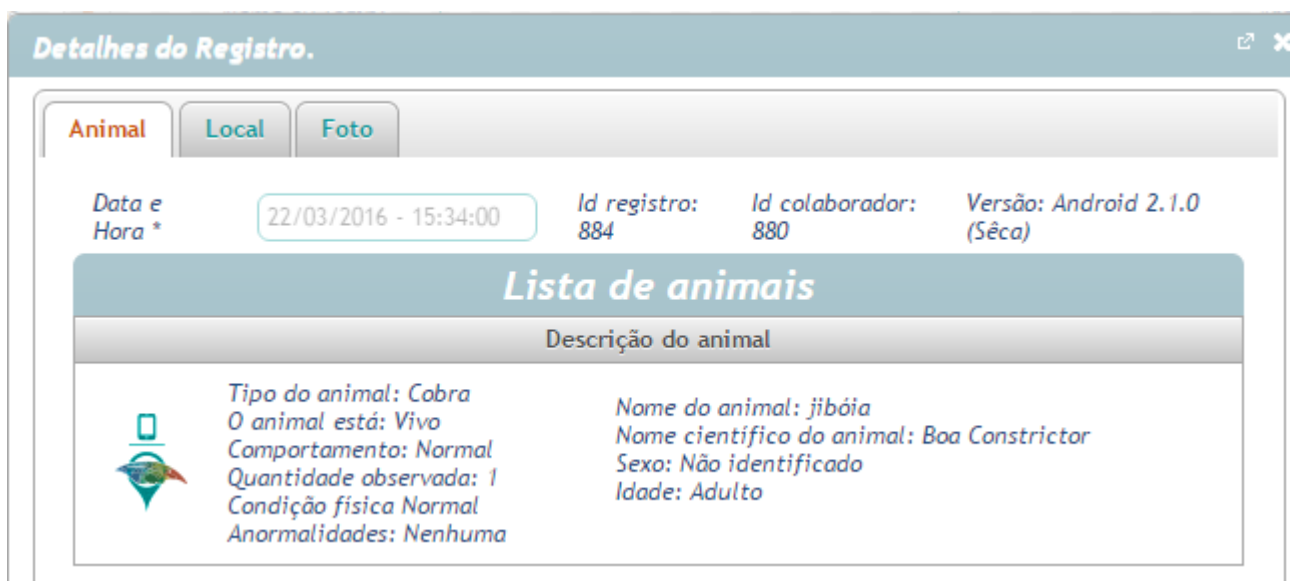 Detalhes do Registro.
Animal Local Foto
Data e Hora * 22/03/2016 - 15:34:00 Id registro: 884 Id colaborador: 880 Versão: Android 2.1.0 (Sêca)
Lista de animais
Descrição do animal
Tipo do animal: Cobra
O animal está: Vivo
Comportamento: Normal
Quantidade observada: 1
Condição física Normal
Anormalidades: Nenhuma
Nome do animal: jibóia
Nome científico do animal: Boa Constrictor
Sexo: Não identificado
Idade: Adulto